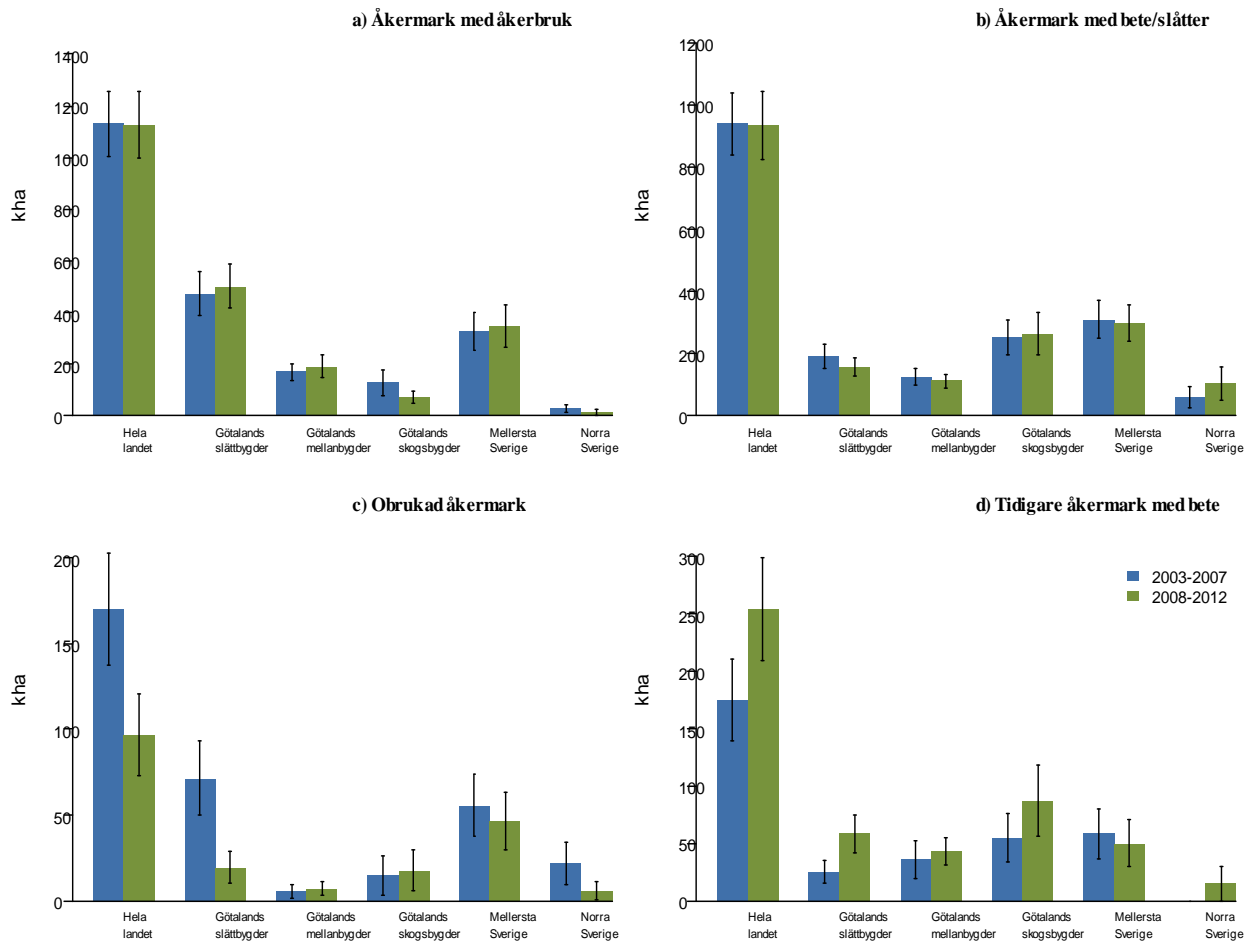 a) Åkermark med åkerbruk
1400
1200
1000
800
600
400
200
0
kha
Hela landet
Götalands slättbygder
Götalands mellanbygder
Götalands skogsbygder
Mellersta Sverige
Norra Sverige
b) Åkermark med bete/slåtter
1200
1000
800
600
400
200
0
kha
Hela landet
Götalands slättbygder
Götalands mellanbygder
Götalands skogsbygder
Mellersta Sverige
Norra Sverige
c) Obrukad åkermark
200
150
100
50
0
kha
Hela landet
Götalands slättbygder
Götalands mellanbygder
Götalands skogsbygder
Mellersta Sverige
Norra Sverige
d) Tidigare åkermark med bete
300
250
200
150
100
50
0
kha
2003-2007
2008-2012
Hela landet
Götalands slättbygder
Götalands mellanbygder
Götalands skogsbygder
Mellersta Sverige
Norra Sverige